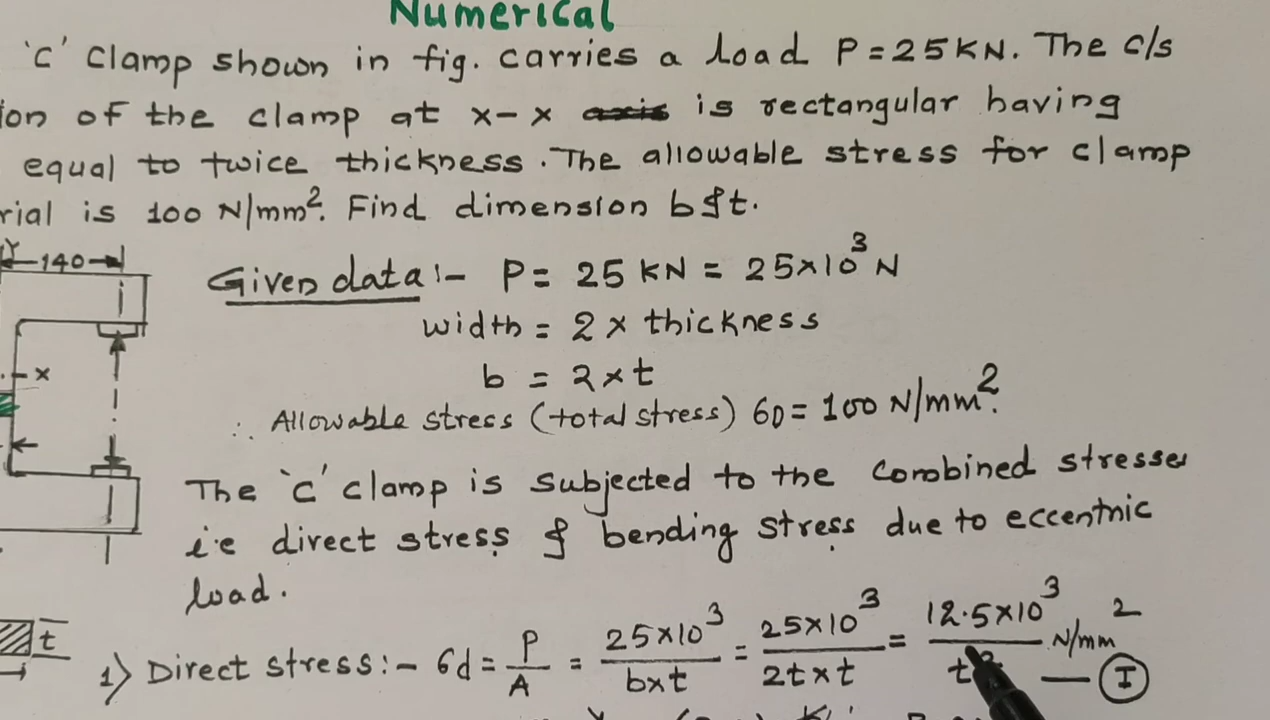 Numerical
'C' Clamp shown in fig. carries a load P = 25 KN. The c/s
ion of the clamp at x-x axis is rectangular having
equal to twice thickness. The allowable stress for clamp
rial is 100 N/mm². Find dimension b & t.
Y
140
Given data :- P = 25 KN = 25×10³ N
width = 2 × thickness
b = 2×t
x
∴ Allowable stress (total stress) σD = 100 N/mm².
The 'C' clamp is subjected to the combined stresses
i.e direct stress & bending stress due to eccentric
load.
t
1) Direct stress :- σd = P/A = 25×10³/b×t = 25×10³/2t×t = 12.5×10³/t² N/mm² — I